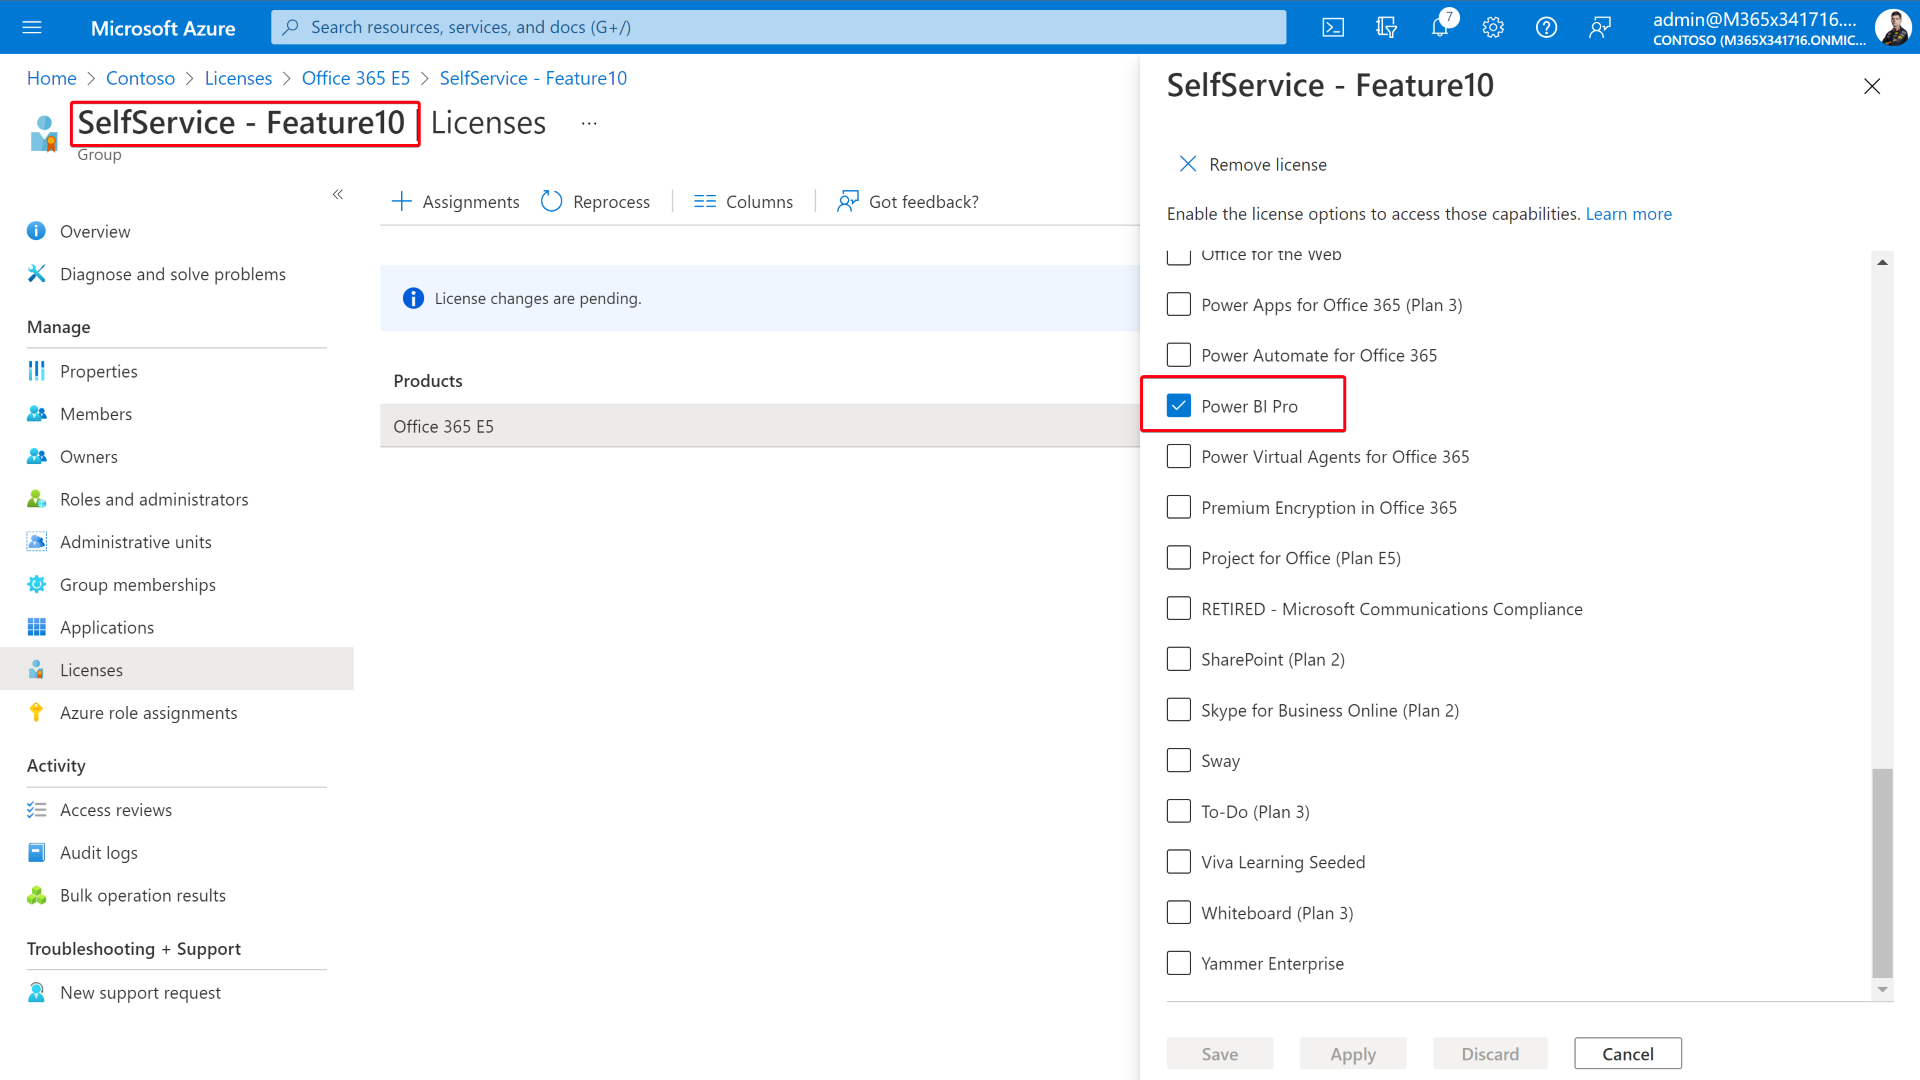 Microsoft Azure
Search resources, services, and docs (G+/)
7
admin@M365x341716....
CONTOSO (M365X341716.ONMIC...
Home > Contoso > Licenses > Office 365 E5 > SelfService - Feature10
SelfService - Feature10 | Licenses ...
Group
«
Overview
Diagnose and solve problems
Manage
Properties
Members
Owners
Roles and administrators
Administrative units
Group memberships
Applications
Licenses
Azure role assignments
Activity
Access reviews
Audit logs
Bulk operation results
Troubleshooting + Support
New support request
Assignments
Reprocess
Columns
Got feedback?
License changes are pending.
Products
Office 365 E5
SelfService - Feature10
Remove license
Enable the license options to access those capabilities. Learn more
Office for the Web
Power Apps for Office 365 (Plan 3)
Power Automate for Office 365
Power BI Pro
Power Virtual Agents for Office 365
Premium Encryption in Office 365
Project for Office (Plan E5)
RETIRED - Microsoft Communications Compliance
SharePoint (Plan 2)
Skype for Business Online (Plan 2)
Sway
To-Do (Plan 3)
Viva Learning Seeded
Whiteboard (Plan 3)
Yammer Enterprise
Save
Apply
Discard
Cancel